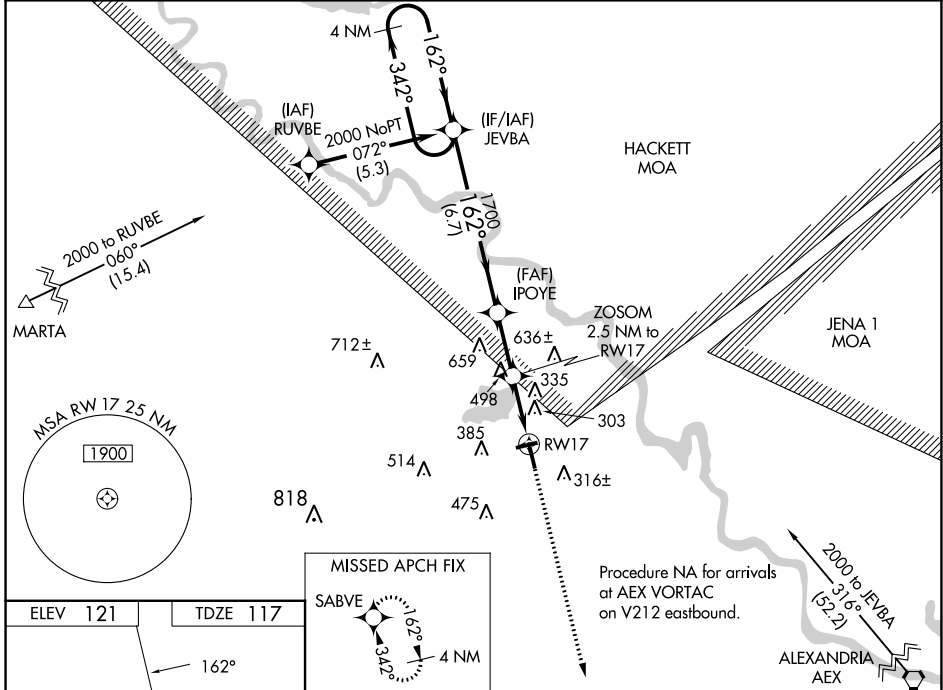 4 NM
162°
342°
(IAF)
RUVBE
2000 NoPT
072°
(5.3)
(IF/IAF)
JEVBA
HACKETT
MOA
1700
162°
(6.7)
2000 to RUVBE
060°
(15.4)
MARTA
(FAF)
IPOYE
ZOSOM
2.5 NM to
RW17
JENA 1
MOA
712±
659
636±
498
335
303
MSA RW 17 25 NM
1900
385
RW17
514
316±
818
475
MISSED APCH FIX
SABVE
162°
342°
4 NM
Procedure NA for arrivals
at AEX VORTAC
on V212 eastbound.
2000 to JEVBA
316°
(52.2)
ALEXANDRIA
AEX
ELEV 121
TDZE 117
162°